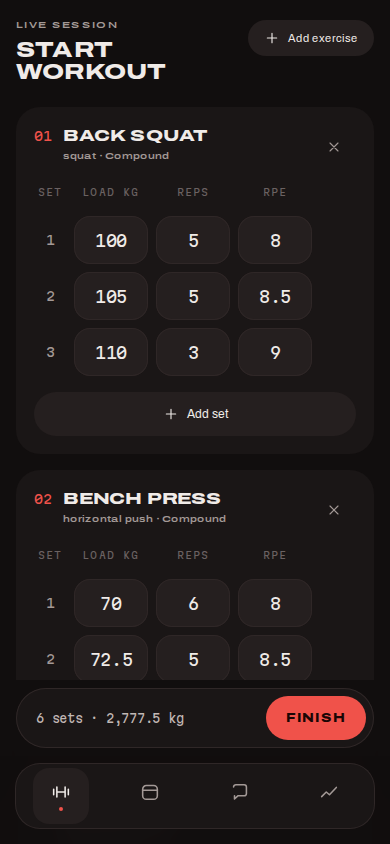 LIVE SESSION
START
WORKOUT
Add exercise
01 BACK SQUAT
squat · Compound
SET LOAD KG REPS RPE
1 100 5 8
2 105 5 8.5
3 110 3 9
Add set
02 BENCH PRESS
horizontal push · Compound
SET LOAD KG REPS RPE
1 70 6 8
2 72.5 5 8.5
6 sets · 2,777.5 kg
FINISH